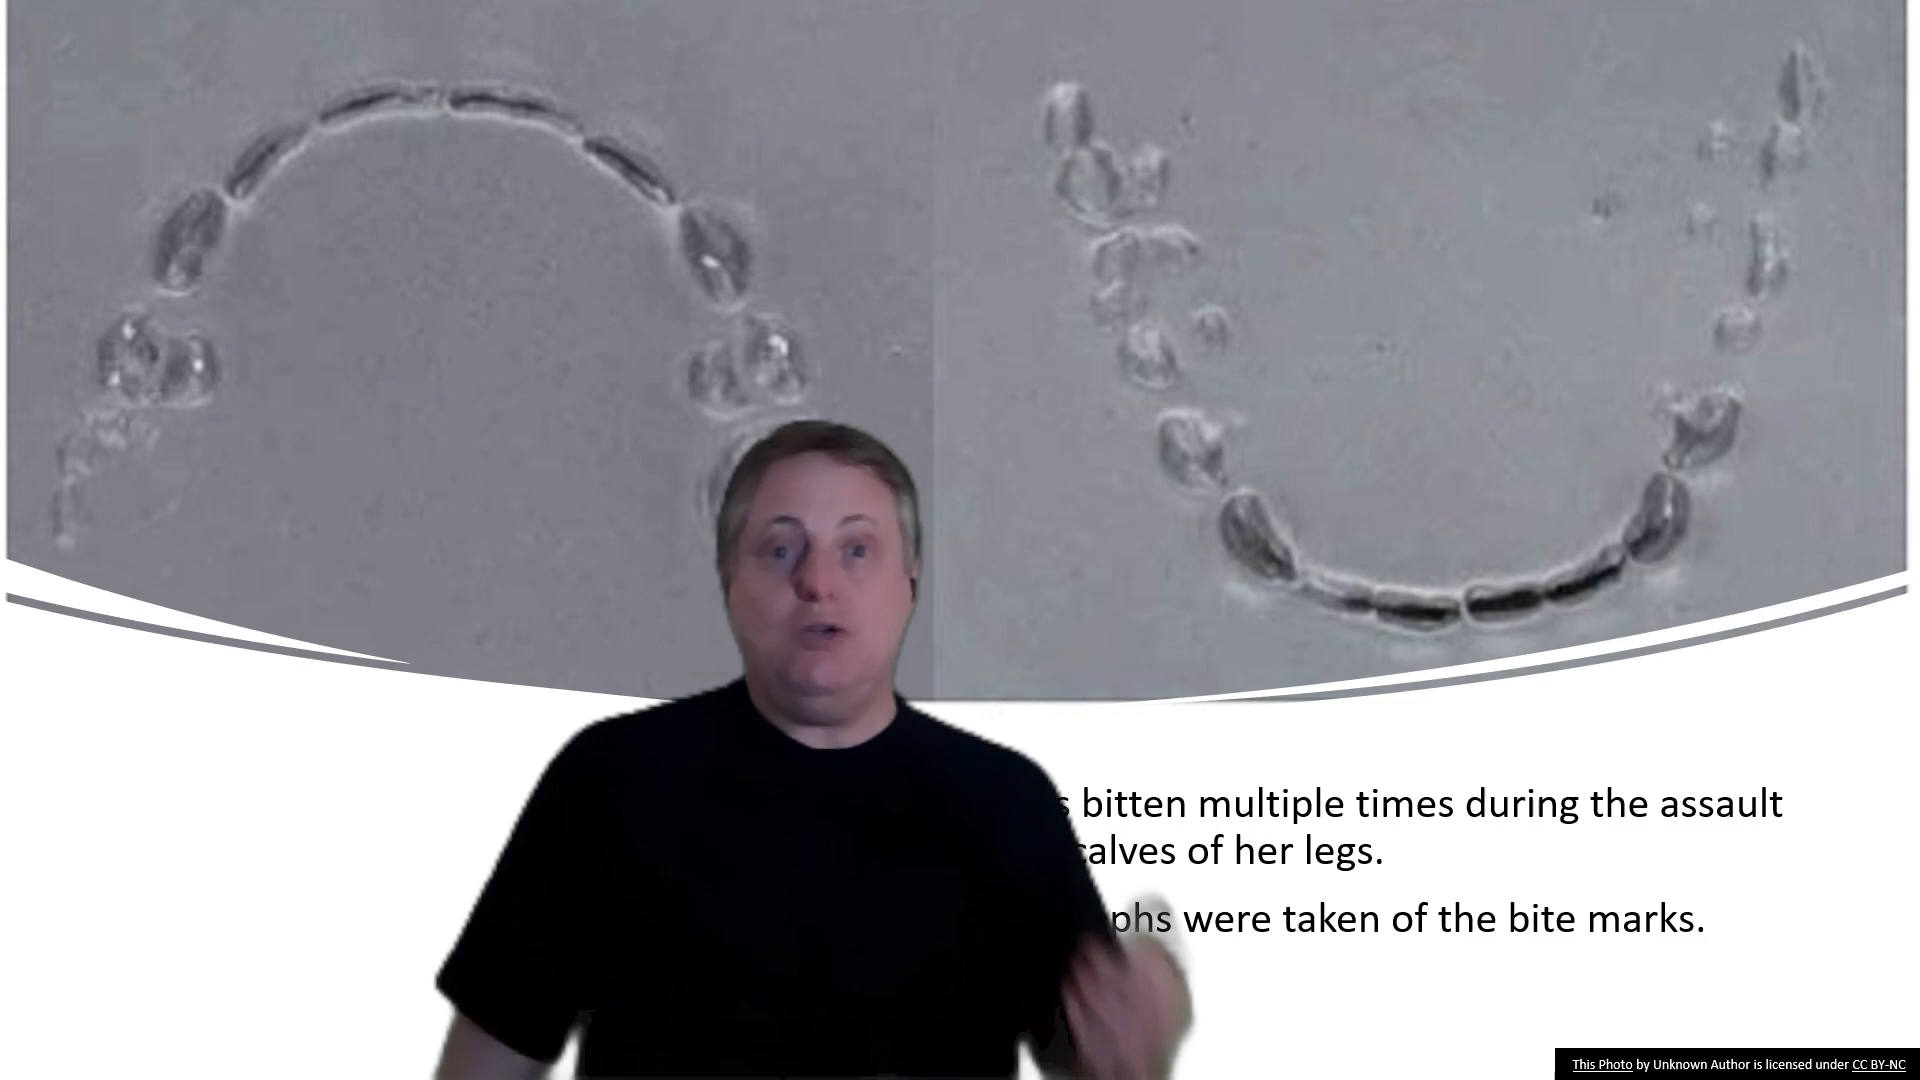 bitten multiple times during the assault
calves of her legs.
were taken of the bite marks.
This Photo by Unknown Author is licensed under CC BY-NC